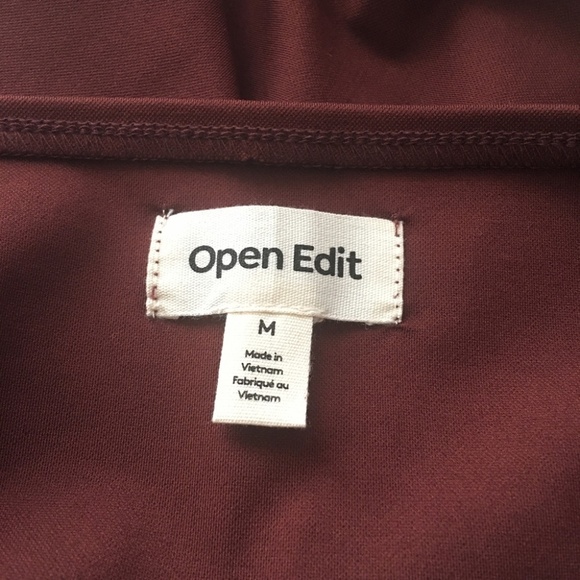 Open Edit
M
Made in
Vietnam
Fabriqué au
Vietnam